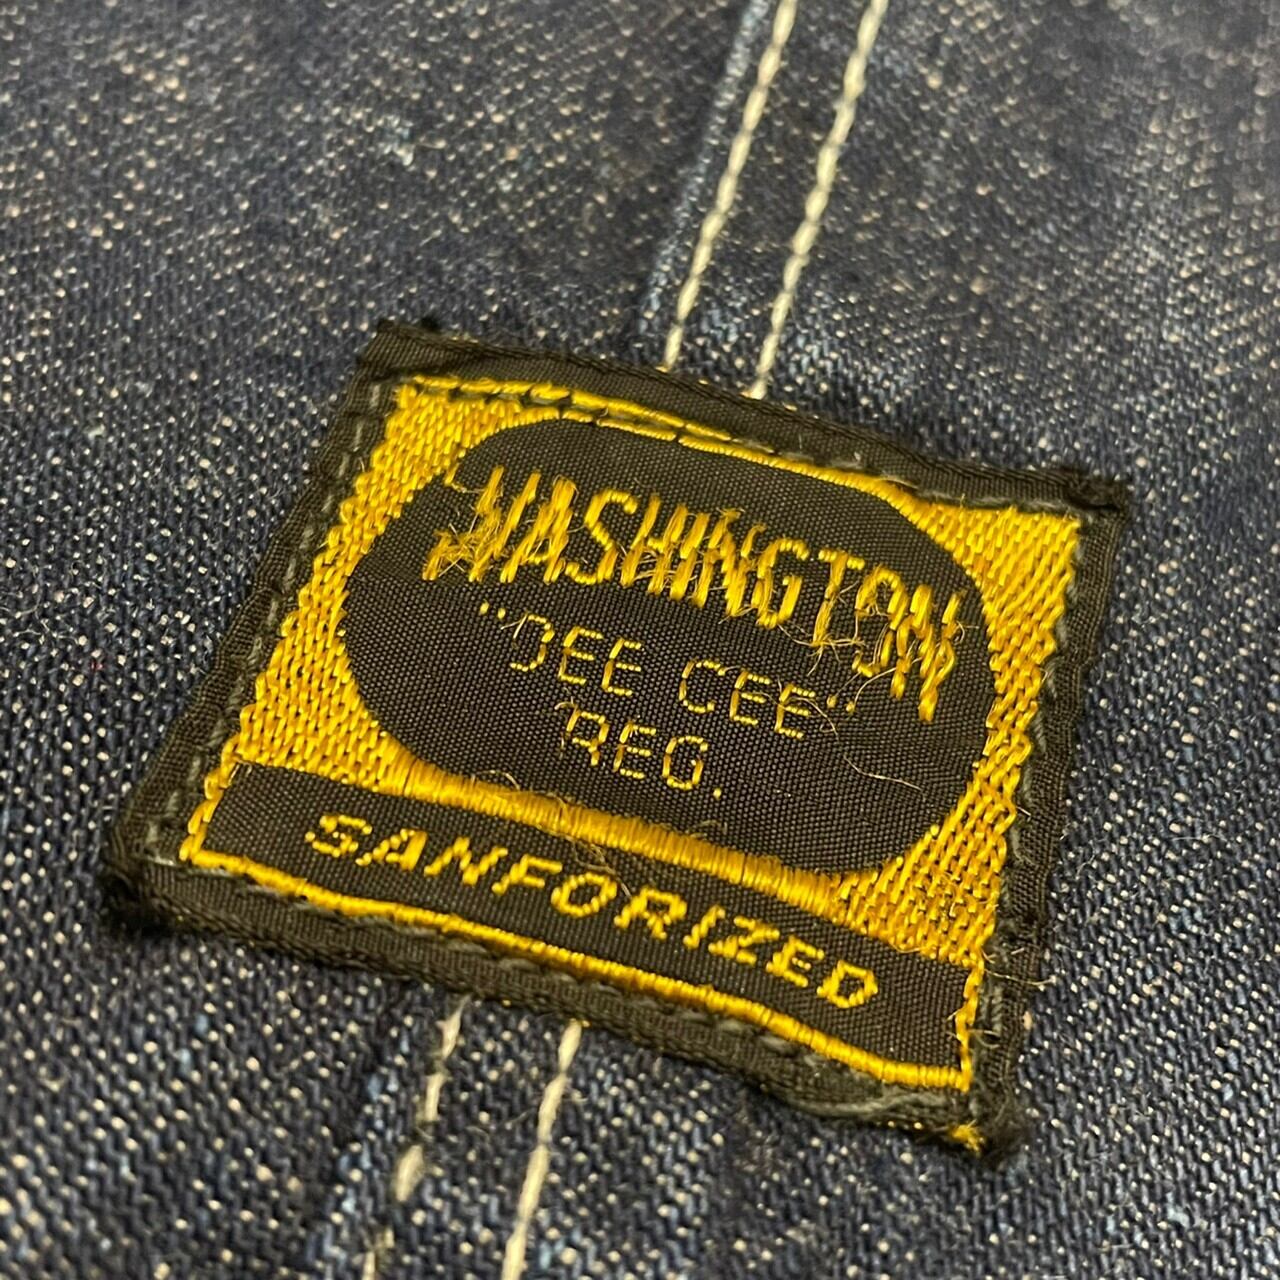 WASHINGTON
"DEE CEE"
REG.
SANFORIZED